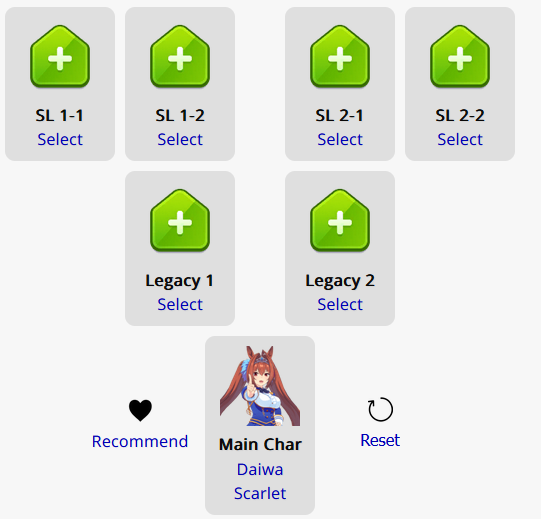 SL 1-1
Select
SL 1-2
Select
SL 2-1
Select
SL 2-2
Select
Legacy 1
Select
Legacy 2
Select
Recommend
Main Char
Daiwa
Scarlet
Reset